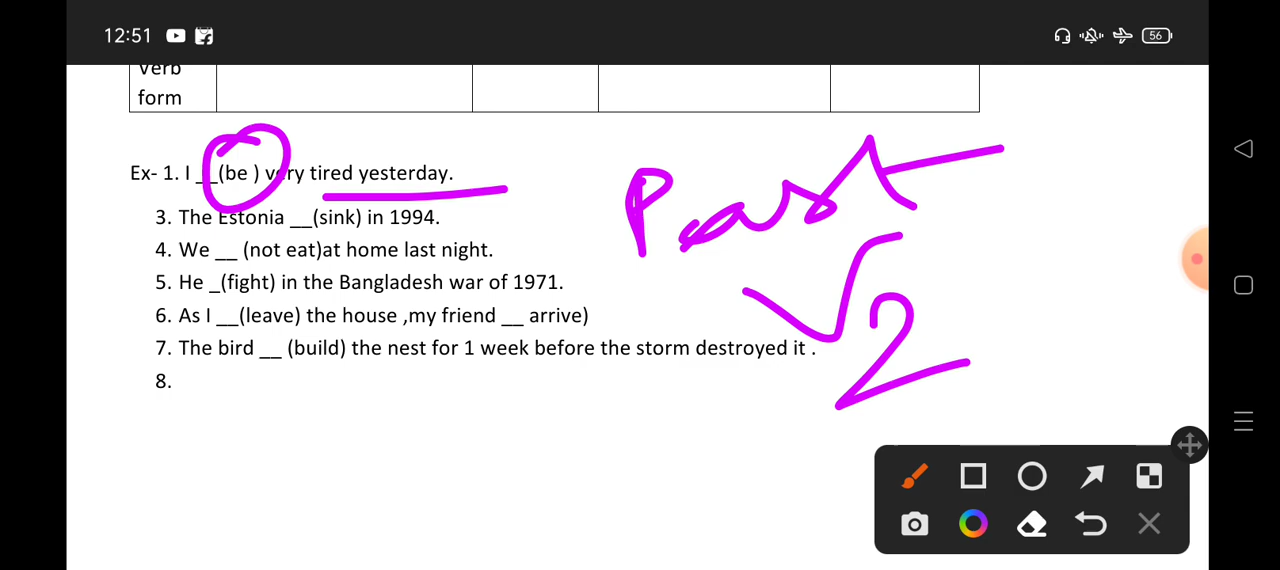 12:51 56
verb
form
Ex- 1. I __(be ) very tired yesterday.
3. The Estonia __(sink) in 1994.
4. We __ (not eat)at home last night.
5. He _(fight) in the Bangladesh war of 1971.
6. As I __(leave) the house ,my friend __ arrive)
7. The bird __ (build) the nest for 1 week before the storm destroyed it .
8.
Past
V2